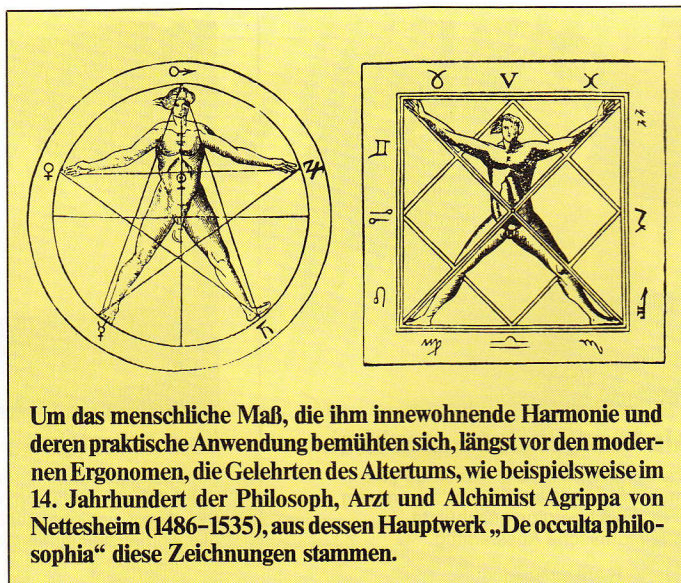 Um das menschliche Maß, die ihm innewohnende Harmonie und
deren praktische Anwendung bemühten sich, längst vor den moder-
nen Ergonomen, die Gelehrten des Altertums, wie beispielsweise im
14. Jahrhundert der Philosoph, Arzt und Alchimist Agrippa von
Nettesheim (1486–1535), aus dessen Hauptwerk „De occulta philo-
sophia“ diese Zeichnungen stammen.